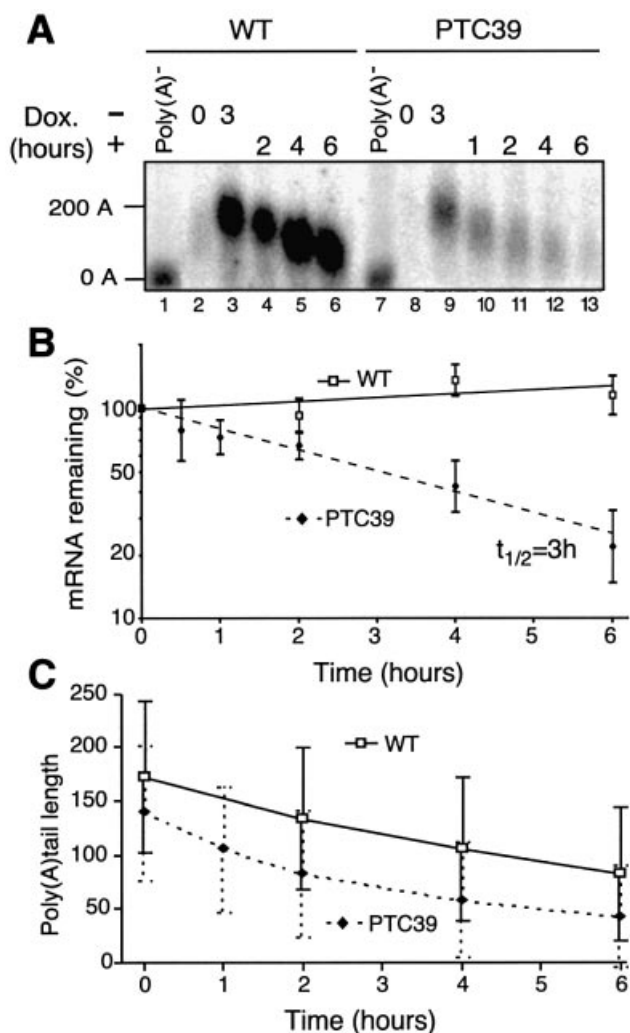 A
WT PTC39
Poly(A)- Poly(A)-
Dox. - 0 3 0 3
(hours) + 2 4 6 1 2 4 6
200 A
0 A
1 2 3 4 5 6 7 8 9 10 11 12 13
B
mRNA remaining (%)
WT
100
50
PTC39
20
t1/2=3h
10
0 1 2 3 4 5 6
Time (hours)
C
Poly(A)tail length
250
WT
200
150
100
50
PTC39
0
0 1 2 3 4 5 6
Time (hours)